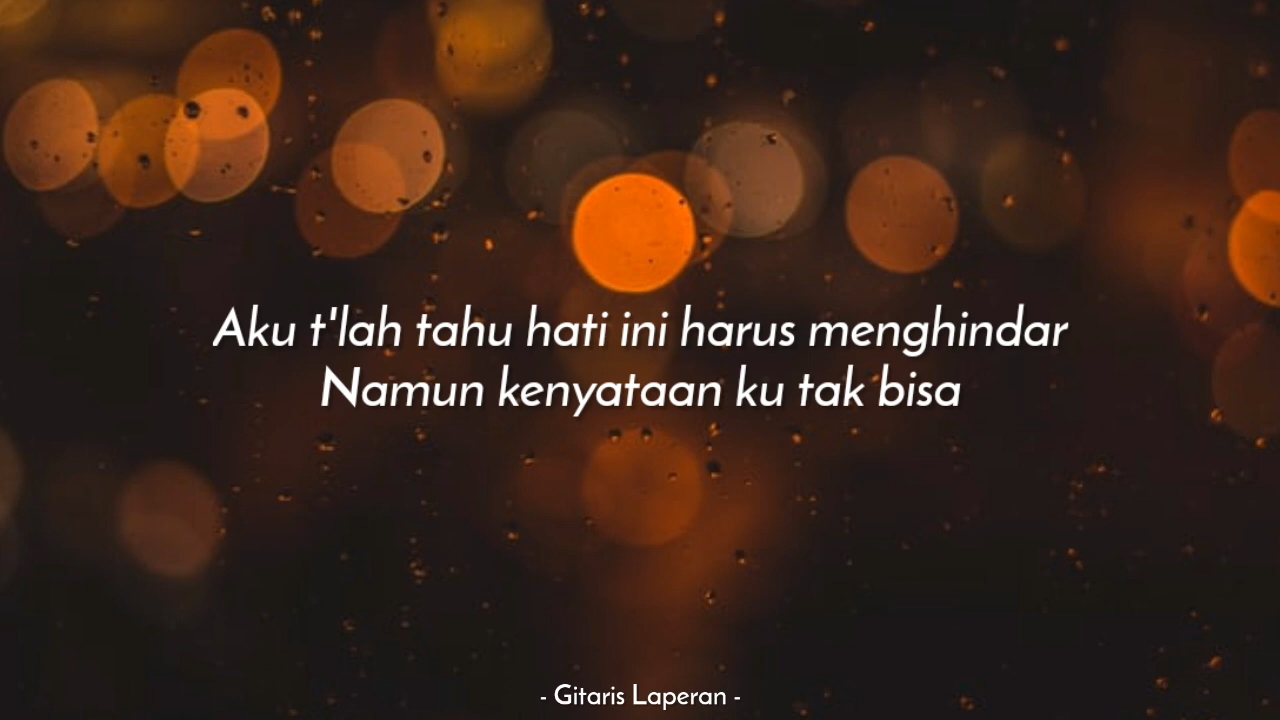 Aku t'lah tahu hati ini harus menghindar
Namun kenyataan ku tak bisa
- Gitaris Laperan -